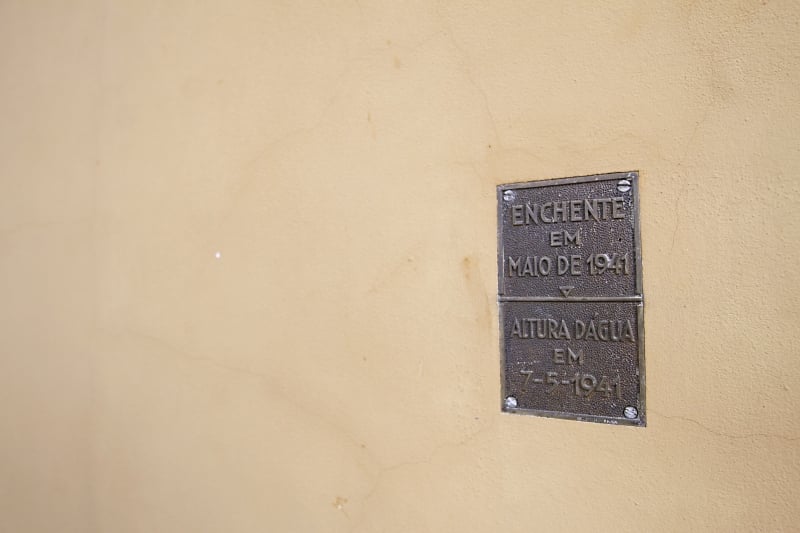 ENCHENTE
EM
MAIO DE 1941
ALTURA DÁGUA
EM
7-5-1941